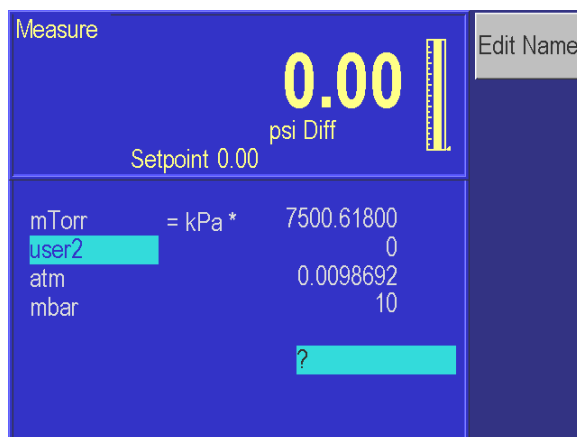 Measure
Edit Name
0.00
psi Diff
Setpoint 0.00
mTorr = kPa * 7500.61800
user2 0
atm 0.0098692
mbar 10
?